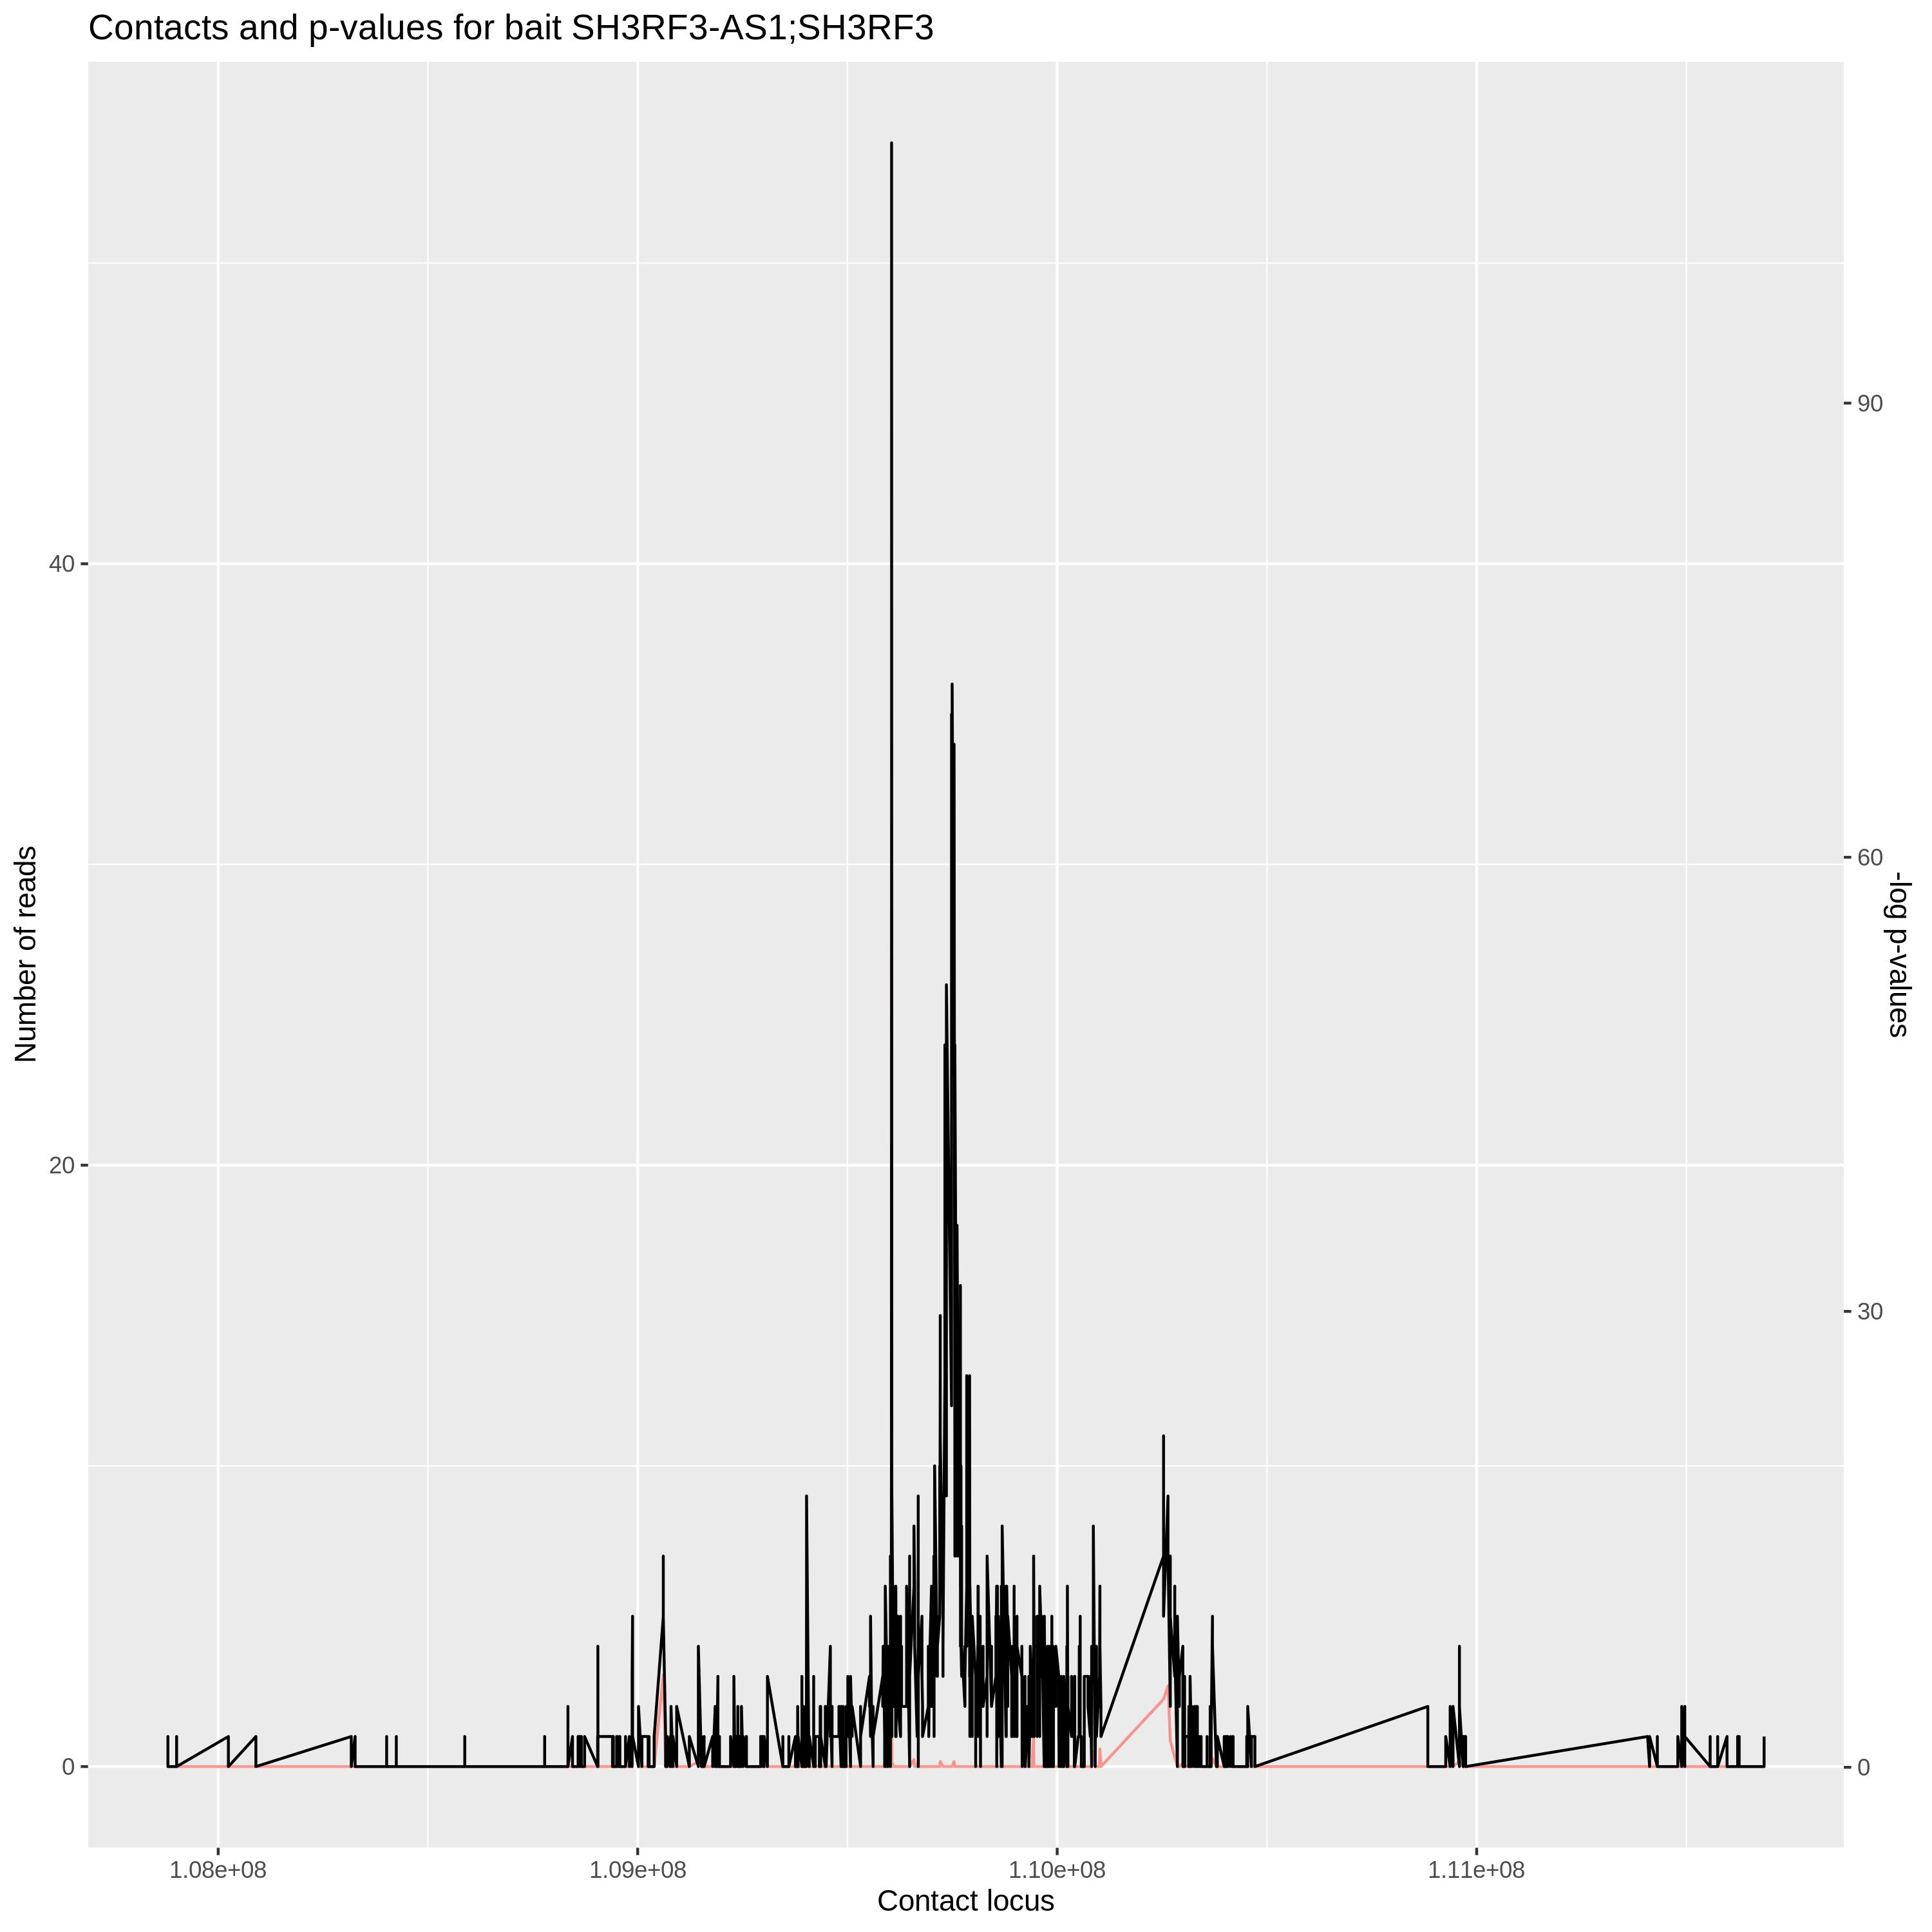 Contacts and p-values for bait SH3RF3-AS1;SH3RF3
Number of reads
40
20
0
90
60
30
0
-log p-values
1.08e+08 1.09e+08 1.10e+08 1.11e+08
Contact locus